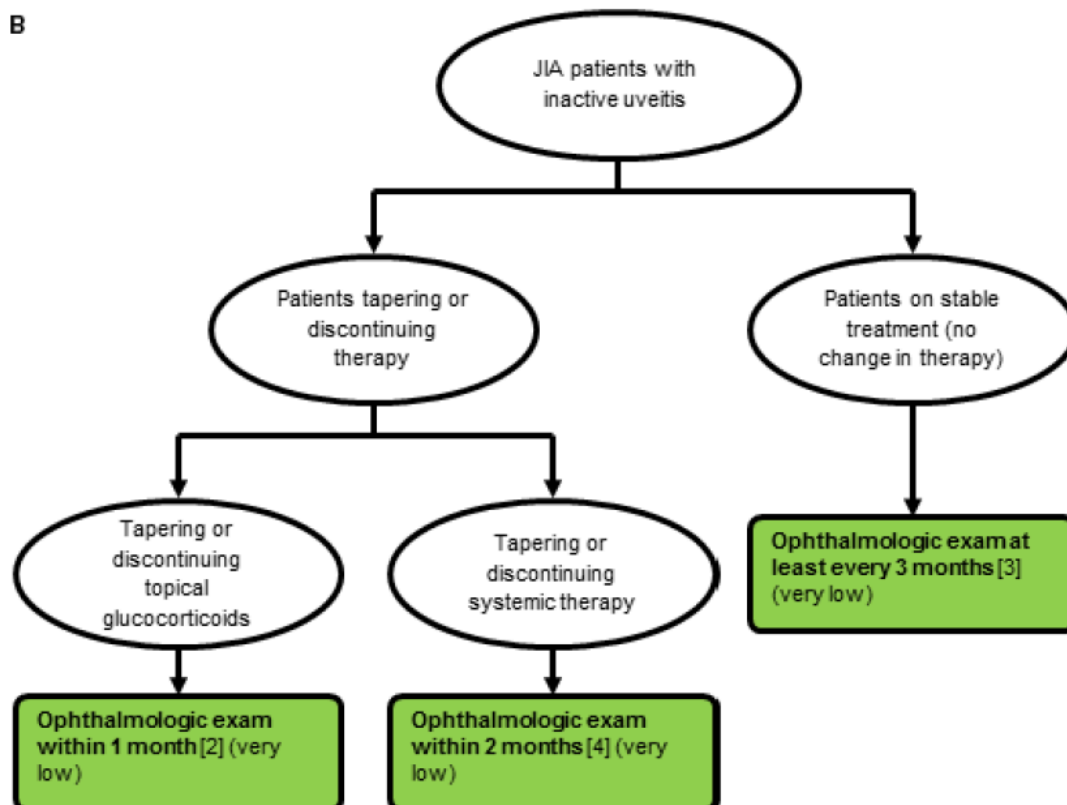 B
JIA patients with
inactive uveitis
Patients tapering or
discontinuing
therapy
Patients on stable
treatment (no
change in therapy)
Tapering or
discontinuing
topical
glucocorticoids
Tapering or
discontinuing
systemic therapy
Ophthalmologic exam at
least every 3 months[3]
(very low)
Ophthalmologic exam
within 1 month[2] (very
low)
Ophthalmologic exam
within 2 months[4] (very
low)